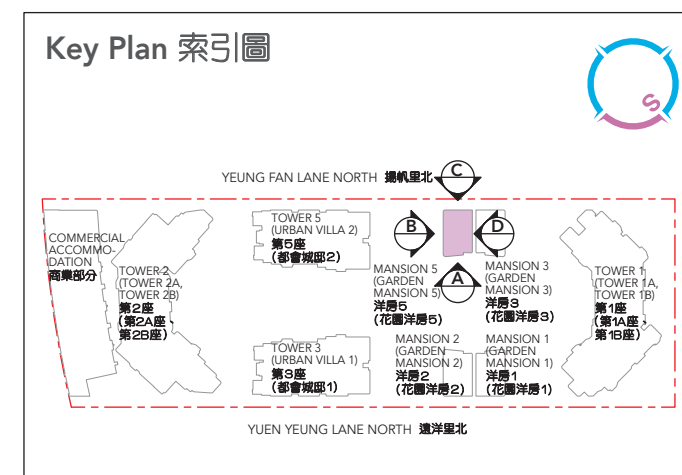 Key Plan 索引圖
S
YEUNG FAN LANE NORTH 揚帆里北
C
B
D
A
COMMERCIAL
ACCOMMO-
DATION
商業部分
TOWER 2
(TOWER 2A,
TOWER 2B)
第2座
(第2A座、
第2B座)
TOWER 5
(URBAN VILLA 2)
第5座
(都會城邸2)
MANSION 5
(GARDEN
MANSION 5)
洋房5
(花園洋房5)
MANSION 3
(GARDEN
MANSION 3)
洋房3
(花園洋房3)
TOWER 1
(TOWER 1A,
TOWER 1B)
第1座
(第1A座、
第1B座)
TOWER 3
(URBAN VILLA 1)
第3座
(都會城邸1)
MANSION 2
(GARDEN
MANSION 2)
洋房2
(花園洋房2)
MANSION 1
(GARDEN
MANSION 1)
洋房1
(花園洋房1)
YUEN YEUNG LANE NORTH 遠洋里北